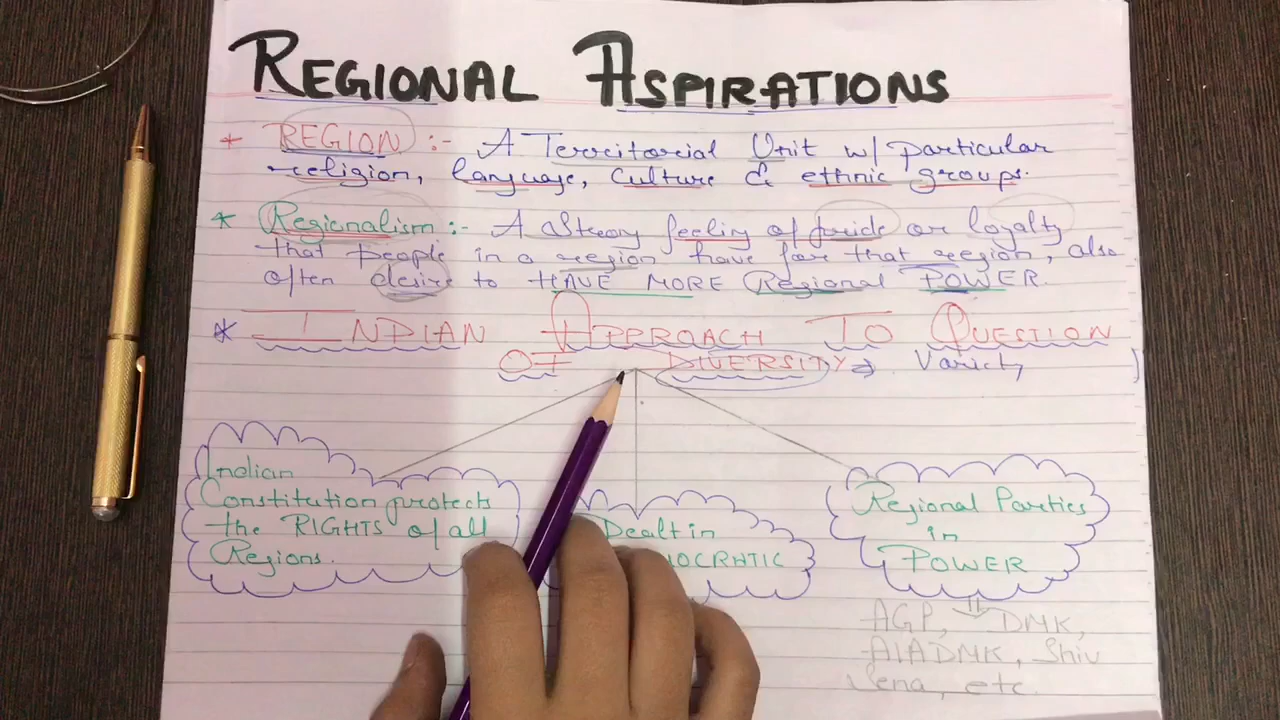 REGIONAL ASPIRATIONS
* REGION :- A Territorial Unit w/ particular
religion, language, culture & ethnic groups.
* Regionalism :- A Strong feeling of pride or loyalty
that people in a region have for that region, also
often desire to HAVE MORE Regional POWER.
* INDIAN APPROACH TO QUESTION
OF DIVERSITY ⇒ Variety
Indian
Constitution protects
the RIGHTS of all
Regions.
Dealt in
OCRATIC
Regional Parties
in
POWER
AGP, DMK,
AIADMK, Shiv
Sena, etc.